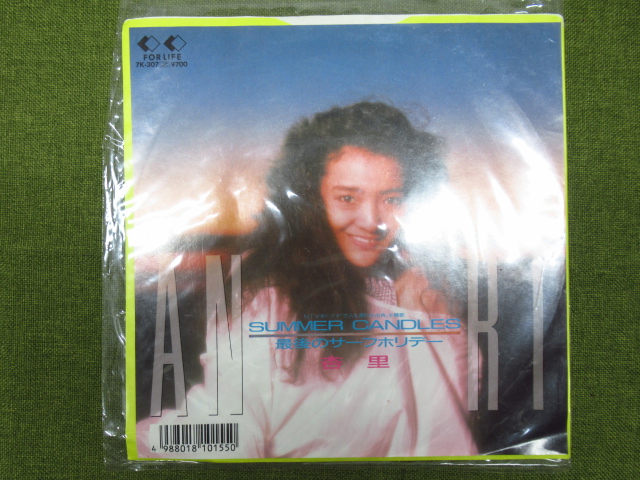 FOR LIFE
7K-307 ¥700
AN RI
SUMMER CANDLES
最後のサーフホリデー
杏里
4 988018 101550